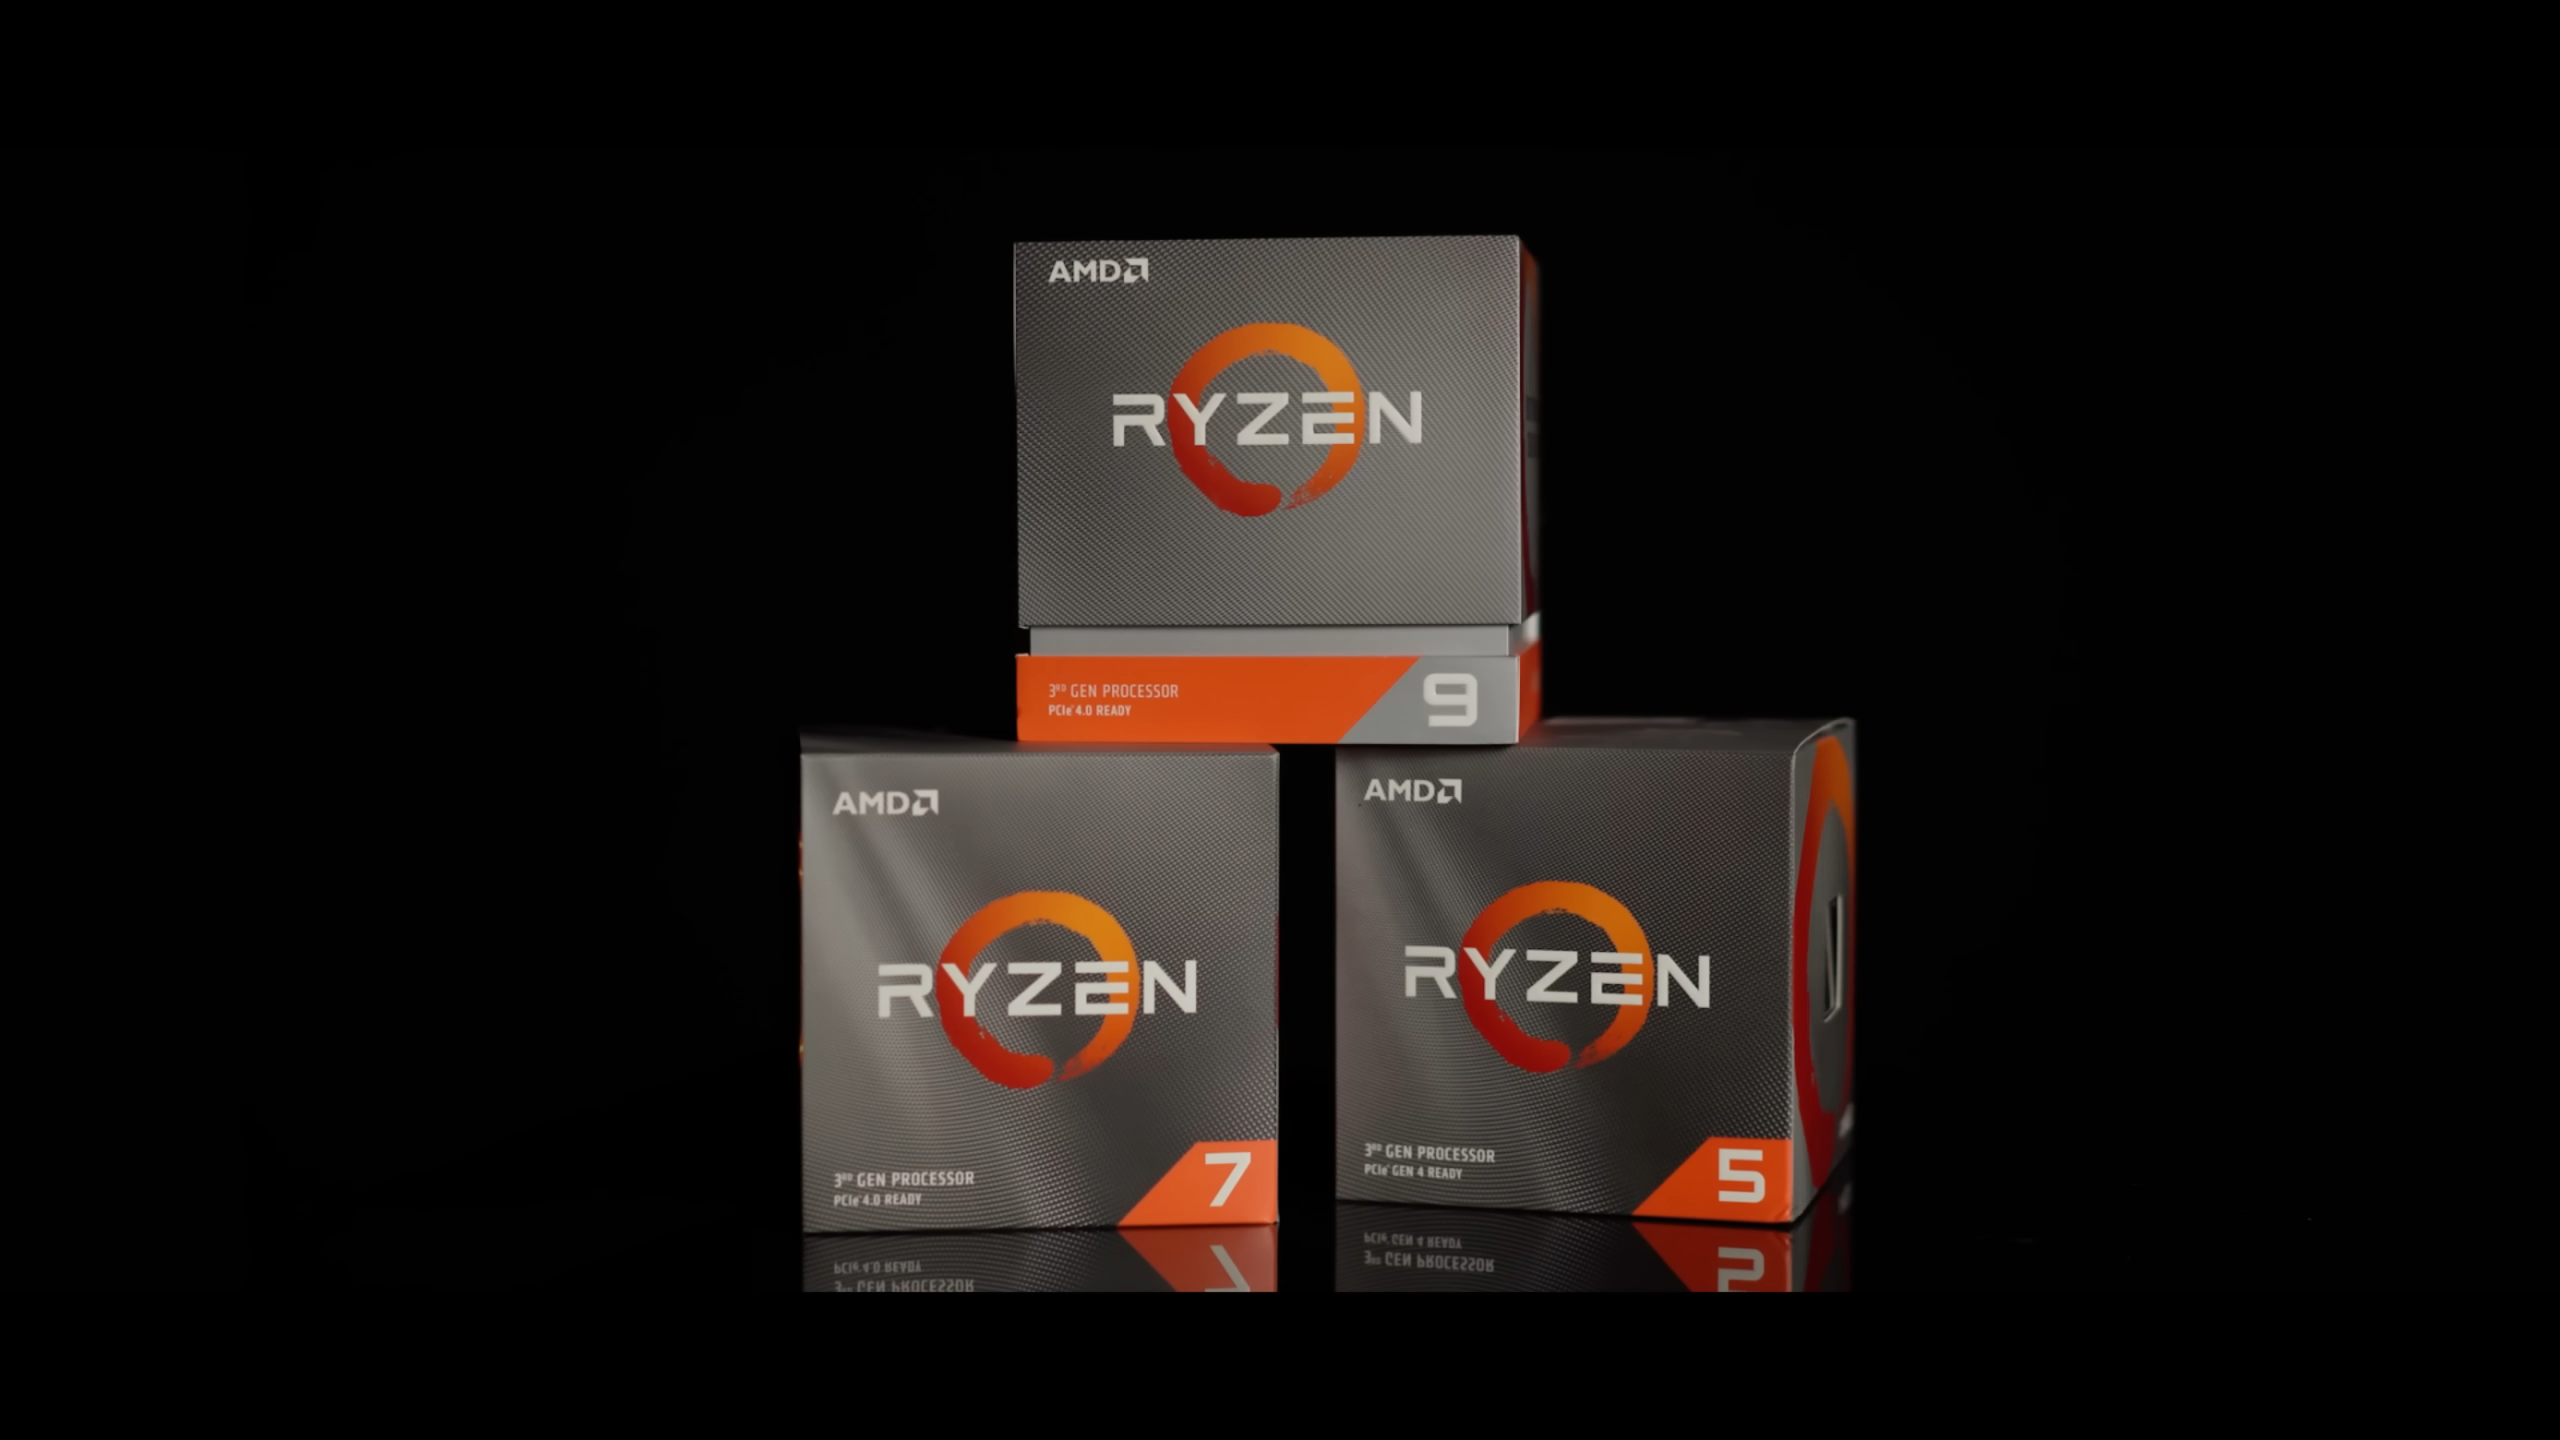 AMD
RYZEN
3RD GEN PROCESSOR
PCIe® 4.0 READY
9
AMD
RYZEN
3RD GEN PROCESSOR
PCIe® 4.0 READY
7
AMD
RYZEN
3RD GEN PROCESSOR
PCIe® GEN 4 READY
5